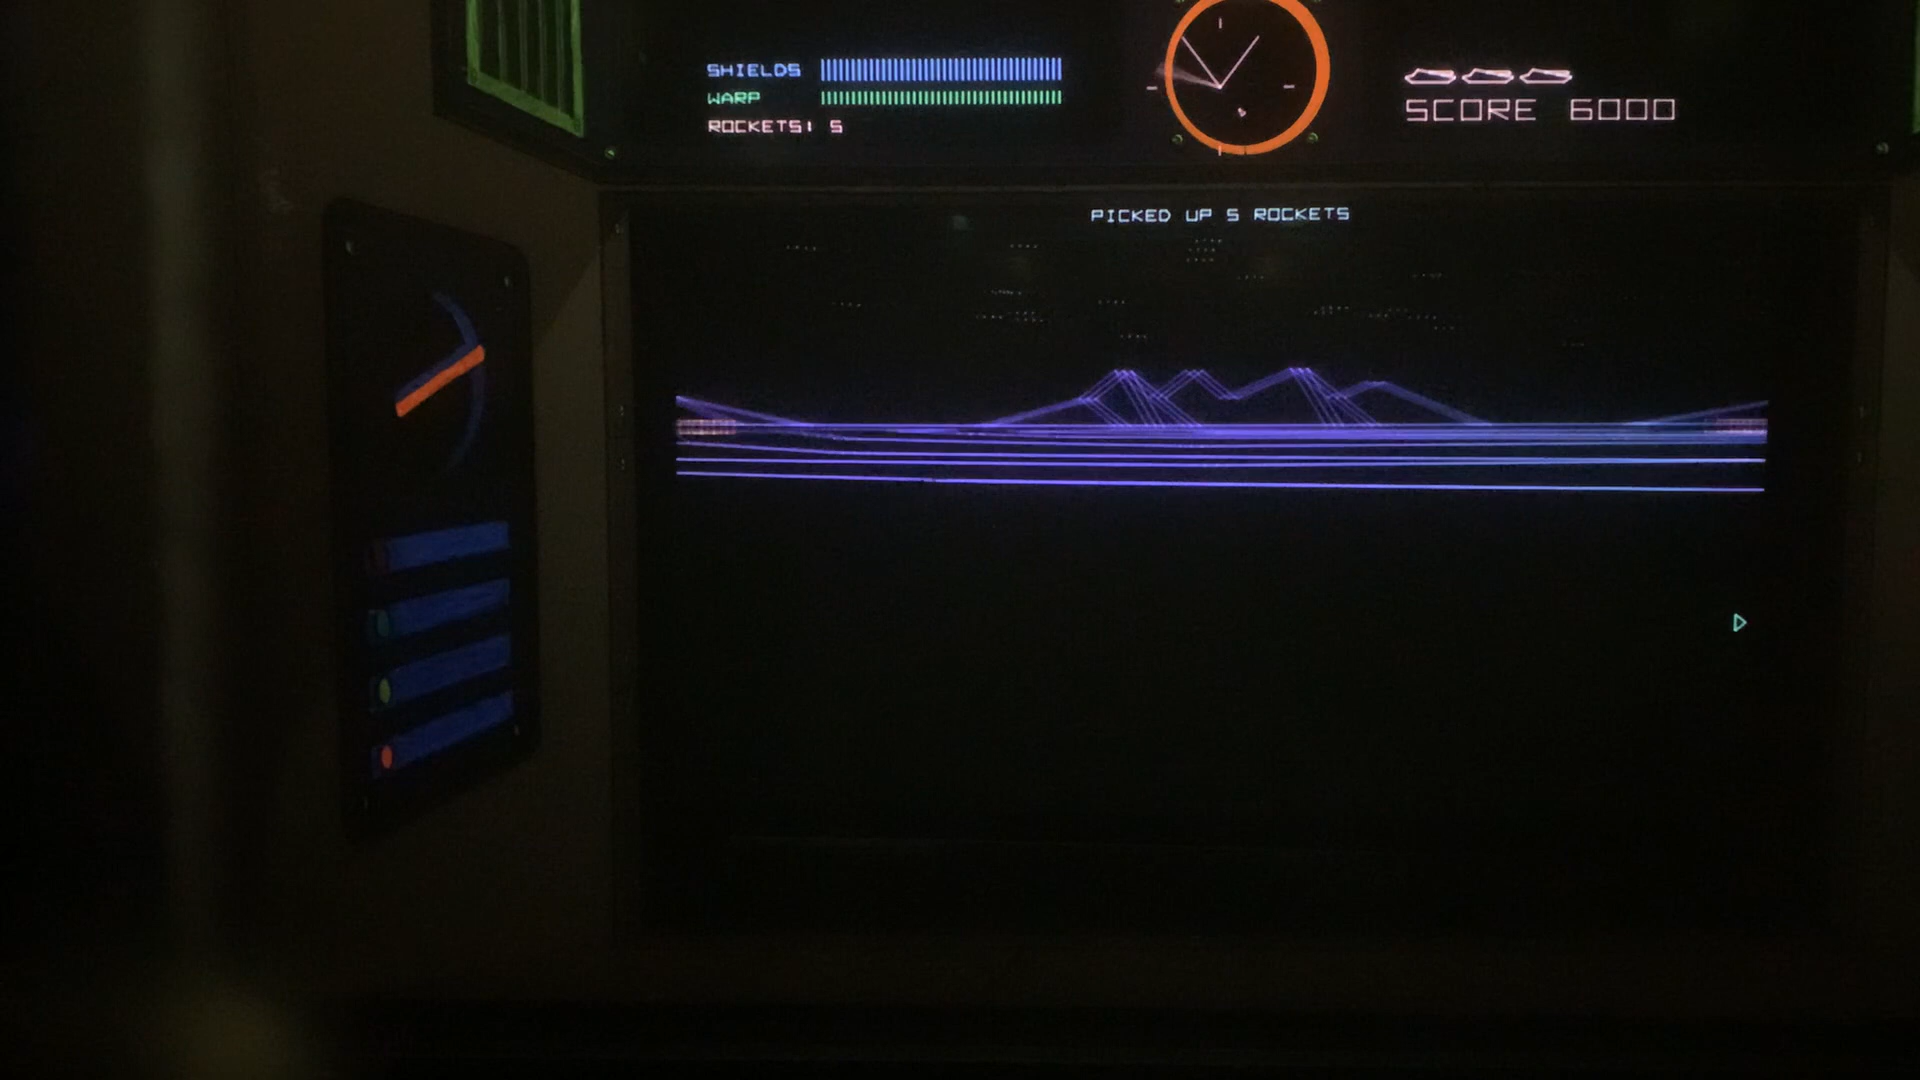 SHIELDS
WARP
ROCKETS: 5
SCORE 6000
PICKED UP 5 ROCKETS